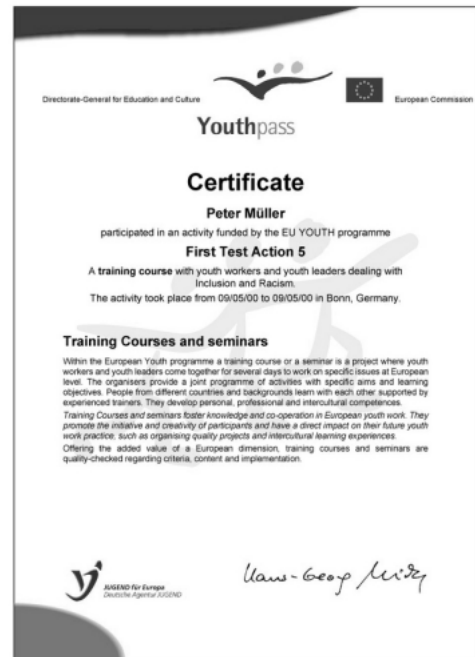 Directorate-General for Education and Culture
European Commission
Youthpass
Certificate
Peter Müller
participated in an activity funded by the EU YOUTH programme
First Test Action 5
A training course with youth workers and youth leaders dealing with
Inclusion and Racism.
The activity took place from 09/05/00 to 09/05/00 in Bonn, Germany.
Training Courses and seminars
Within the European Youth programme a training course or a seminar is a project where youth
workers and youth leaders come together for several days to work on specific issues at European
level. The organisers provide a joint programme of activities with specific aims and learning
objectives. People from different countries and backgrounds learn with each other supported by
experienced trainers. They develop personal, professional and intercultural competences.
Training Courses and seminars foster knowledge and co-operation in European youth work. They
promote the initiative and creativity of participants and have a direct impact on their future youth
work practice, such as organising quality projects and intercultural learning experiences.
Offering the added value of a European dimension, training courses and seminars are
quality-checked regarding criteria, content and implementation.
JUGEND für Europa
Deutsche Agentur JUGEND
Hans-Georg